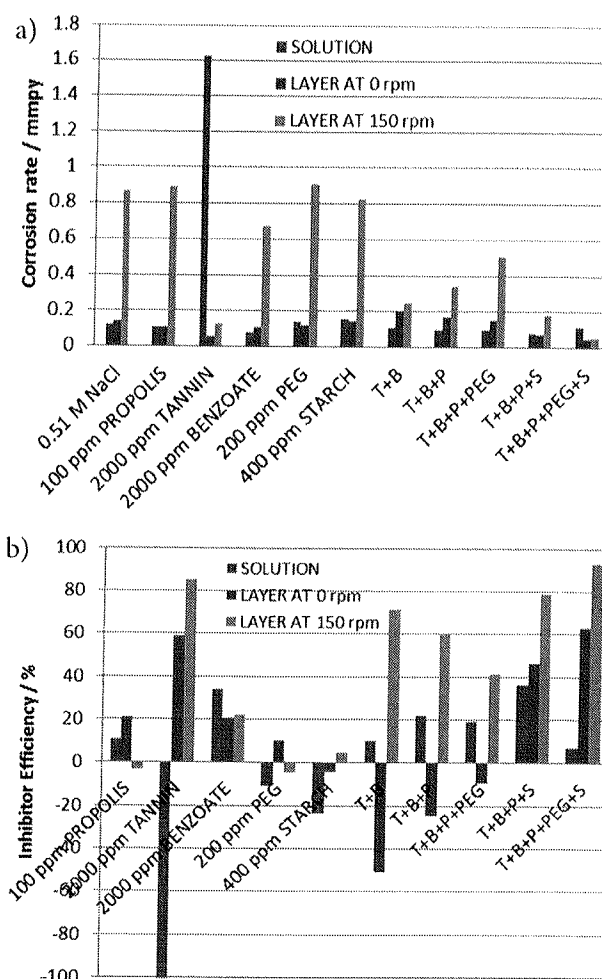 a)
1.8
1.6
1.4
1.2
1
0.8
0.6
0.4
0.2
0
Corrosion rate / mmpy
SOLUTION
LAYER AT 0 rpm
LAYER AT 150 rpm
0.51 M NaCl
100 ppm PROPOLIS
2000 ppm TANNIN
2000 ppm BENZOATE
200 ppm PEG
400 ppm STARCH
T+B
T+B+P
T+B+P+PEG
T+B+P+S
T+B+P+PEG+S
b)
100
80
60
40
20
0
-20
-40
-60
-80
-100
Inhibitor Efficiency / %
SOLUTION
LAYER AT 0 rpm
LAYER AT 150 rpm
100 ppm PROPOLIS
2000 ppm TANNIN
2000 ppm BENZOATE
200 ppm PEG
400 ppm STARCH
T+B
T+B+P
T+B+P+PEG
T+B+P+S
T+B+P+PEG+S